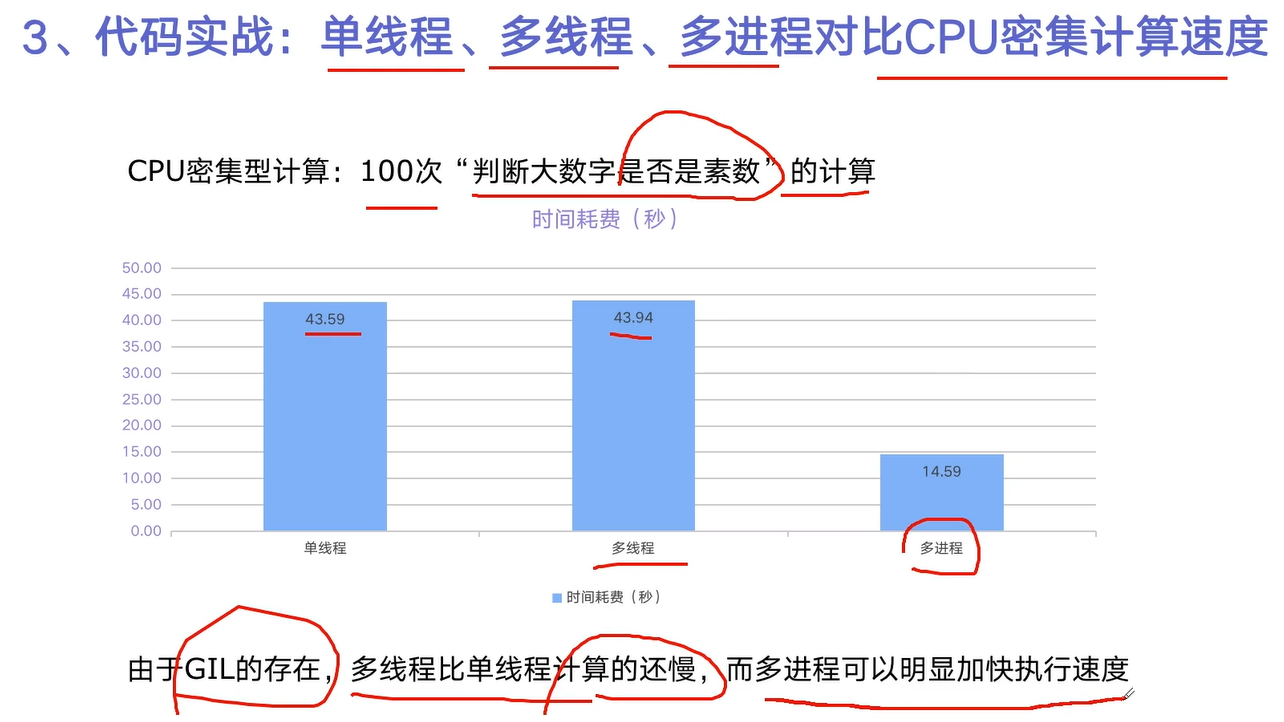 3、代码实战：单线程、多线程、多进程对比CPU密集计算速度
CPU密集型计算：100次“判断大数字是否是素数”的计算
时间耗费（秒）
50.00
45.00
40.00
35.00
30.00
25.00
20.00
15.00
10.00
5.00
0.00
43.59
43.94
14.59
单线程
多线程
多进程
时间耗费（秒）
由于GIL的存在，多线程比单线程计算的还慢，而多进程可以明显加快执行速度